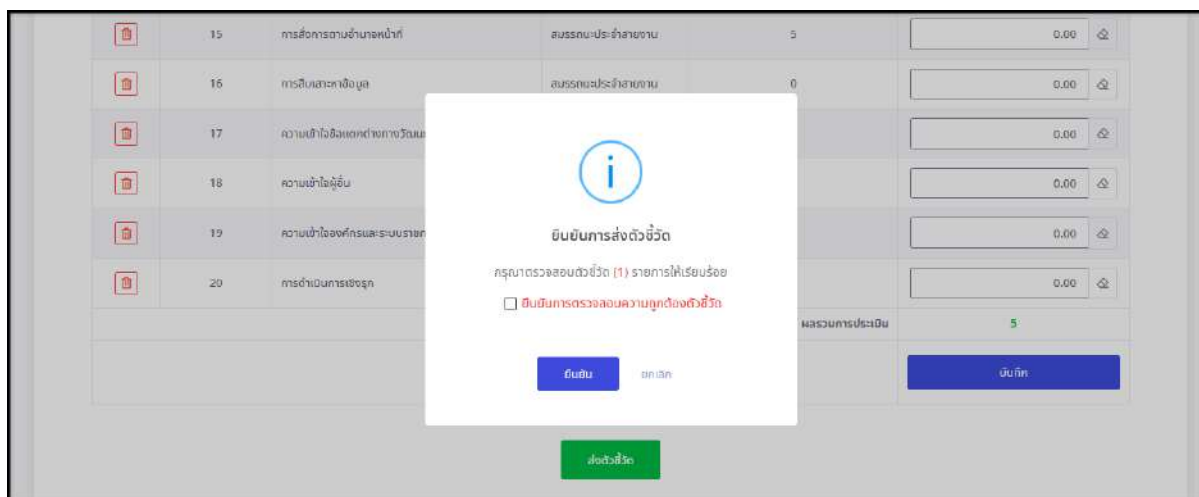 15 การสั่งการตามอำนาจหน้าที่ สมรรถนะประจำสายงาน 5 0.00
16 การสืบเสาะหาข้อมูล สมรรถนะประจำสายงาน 0 0.00
17 ความเข้าใจข้อแตกต่างทางวัฒน 0.00
18 ความเข้าใจผู้อื่น 0.00
19 ความเข้าใจองค์กรและระบบราช 0.00
20 การดำเนินการเชิงรุก 0.00
ยืนยันการส่งตัวชี้วัด
กรุณาตรวจสอบตัวชี้วัด (1) รายการให้เรียบร้อย
ยืนยันการตรวจสอบความถูกต้องตัวชี้วัด
ผลรวมการประเมิน 5
ยืนยัน ยกเลิก บันทึก
ส่งตัวชี้วัด